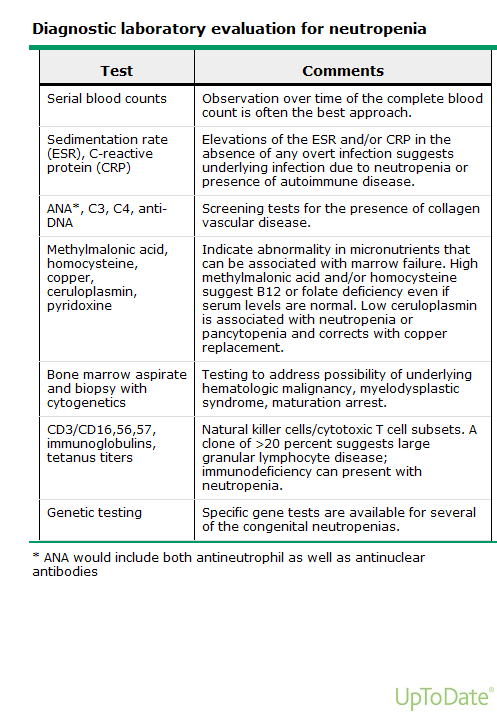 Diagnostic laboratory evaluation for neutropenia
Test
Comments
Serial blood counts
Observation over time of the complete blood
count is often the best approach.
Sedimentation rate
(ESR), C-reactive
protein (CRP)
Elevations of the ESR and/or CRP in the
absence of any overt infection suggests
underlying infection due to neutropenia or
presence of autoimmune disease.
ANA*, C3, C4, anti-
DNA
Screening tests for the presence of collagen
vascular disease.
Methylmalonic acid,
homocysteine,
copper,
ceruloplasmin,
pyridoxine
Indicate abnormality in micronutrients that
can be associated with marrow failure. High
methylmalonic acid and/or homocysteine
suggest B12 or folate deficiency even if
serum levels are normal. Low ceruloplasmin
is associated with neutropenia or
pancytopenia and corrects with copper
replacement.
Bone marrow aspirate
and biopsy with
cytogenetics
Testing to address possibility of underlying
hematologic malignancy, myelodysplastic
syndrome, maturation arrest.
CD3/CD16,56,57,
immunoglobulins,
tetanus titers
Natural killer cells/cytotoxic T cell subsets. A
clone of >20 percent suggests large
granular lymphocyte disease;
immunodeficiency can present with
neutropenia.
Genetic testing
Specific gene tests are available for several
of the congenital neutropenias.
* ANA would include both antineutrophil as well as antinuclear
antibodies
UpToDate®